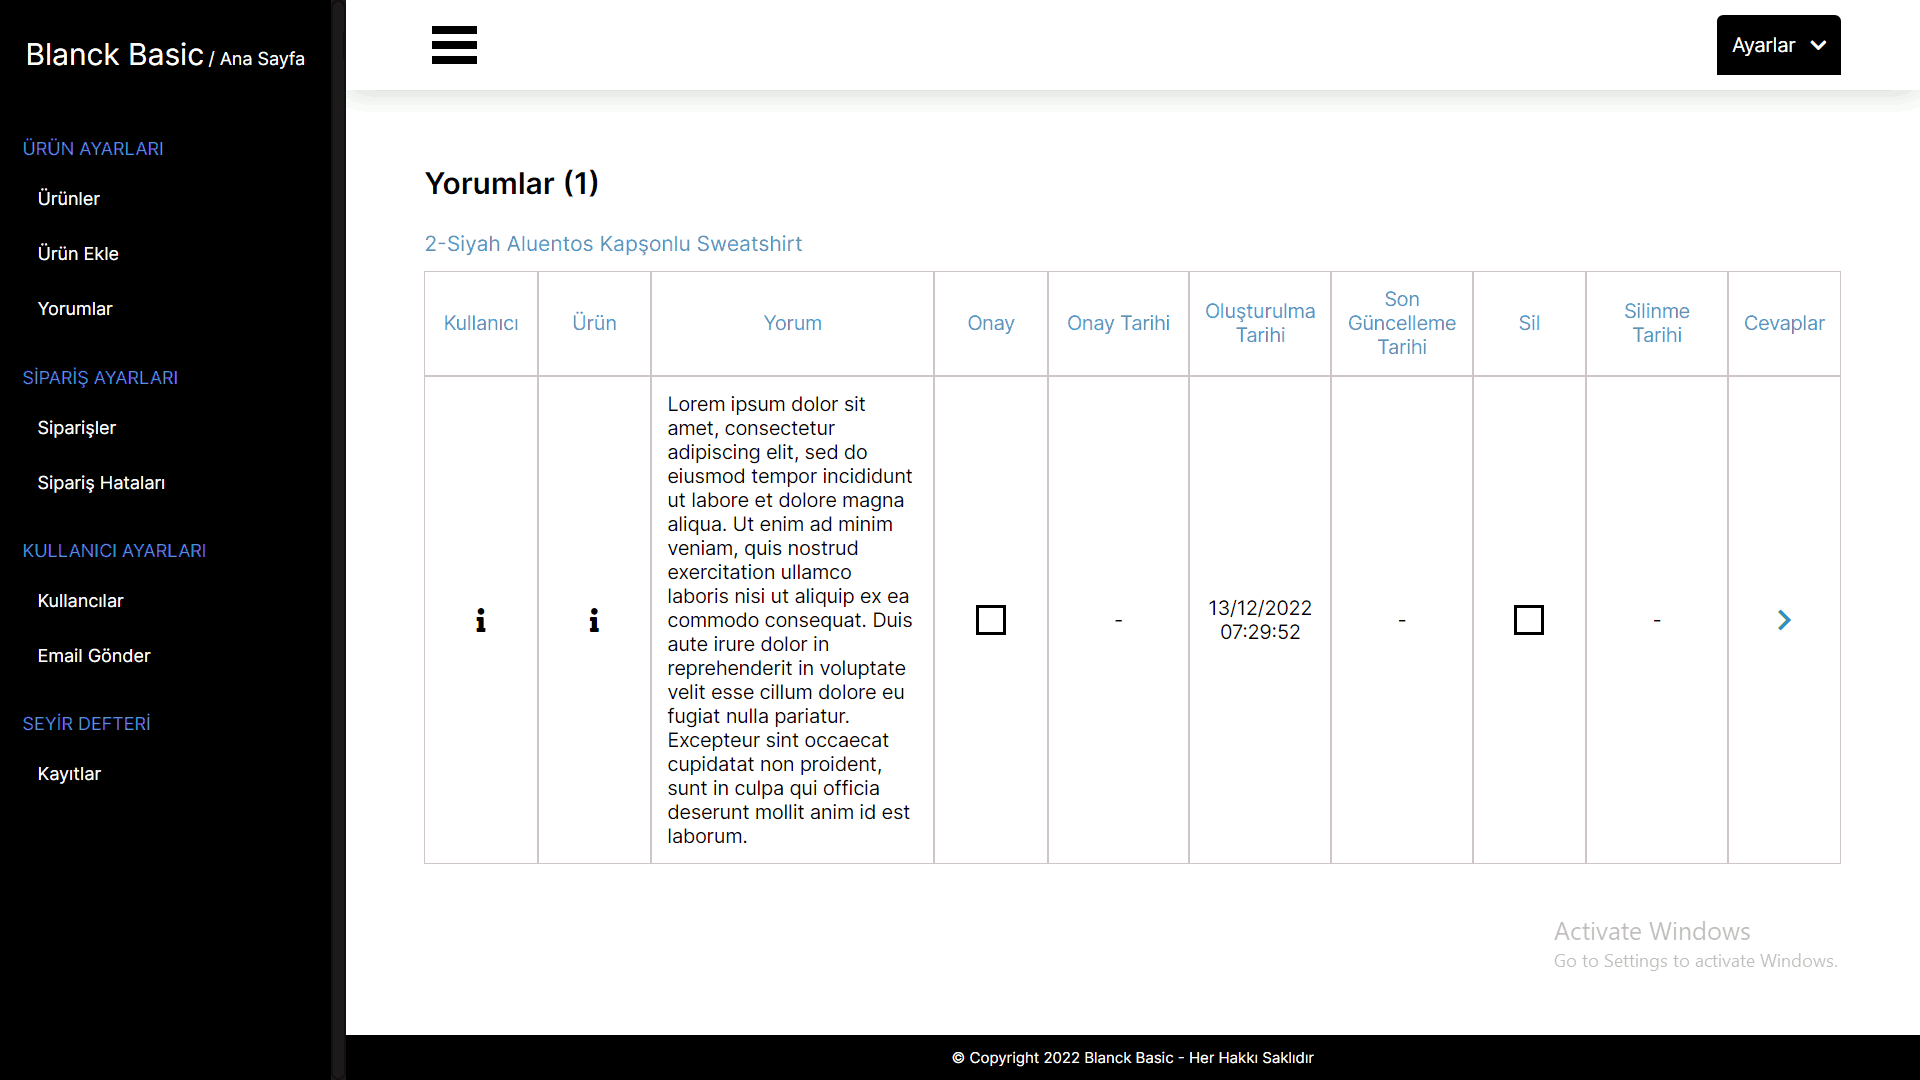 Blanck Basic / Ana Sayfa
ÜRÜN AYARLARI
Ürünler
Ürün Ekle
Yorumlar
SİPARİŞ AYARLARI
Siparişler
Sipariş Hataları
KULLANICI AYARLARI
Kullancılar
Email Gönder
SEYİR DEFTERİ
Kayıtlar
Ayarlar
Yorumlar (1)
2-Siyah Aluentos Kapşonlu Sweatshirt
Kullanıcı
Ürün
Yorum
Onay
Onay Tarihi
Oluşturulma
Tarihi
Son
Güncelleme
Tarihi
Sil
Silinme
Tarihi
Cevaplar
Lorem ipsum dolor sit
amet, consectetur
adipiscing elit, sed do
eiusmod tempor incididunt
ut labore et dolore magna
aliqua. Ut enim ad minim
veniam, quis nostrud
exercitation ullamco
laboris nisi ut aliquip ex ea
commodo consequat. Duis
aute irure dolor in
reprehenderit in voluptate
velit esse cillum dolore eu
fugiat nulla pariatur.
Excepteur sint occaecat
cupidatat non proident,
sunt in culpa qui officia
deserunt mollit anim id est
laborum.
-
13/12/2022
07:29:52
-
-
Activate Windows
Go to Settings to activate Windows.
© Copyright 2022 Blanck Basic - Her Hakkı Saklıdır